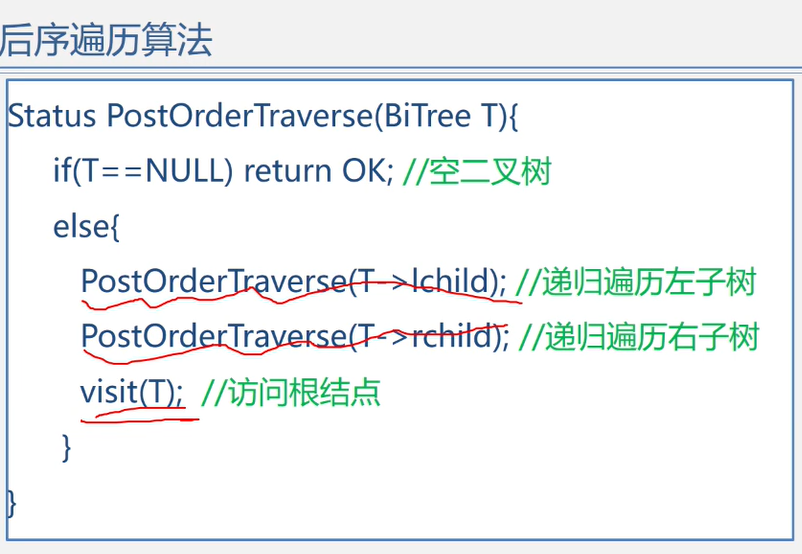 后序遍历算法
Status PostOrderTraverse(BiTree T){
if(T==NULL) return OK; //空二叉树
else{
PostOrderTraverse(T->lchild); //递归遍历左子树
PostOrderTraverse(T->rchild); //递归遍历右子树
visit(T); //访问根结点
}
}